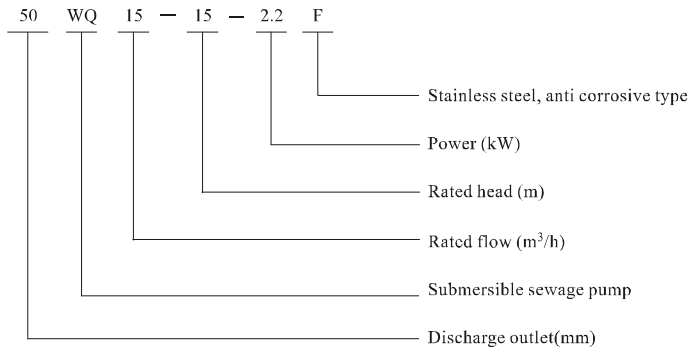 50 WQ 15 – 15 – 2.2 F
Stainless steel, anti corrosive type
Power (kW)
Rated head (m)
Rated flow (m³/h)
Submersible sewage pump
Discharge outlet(mm)